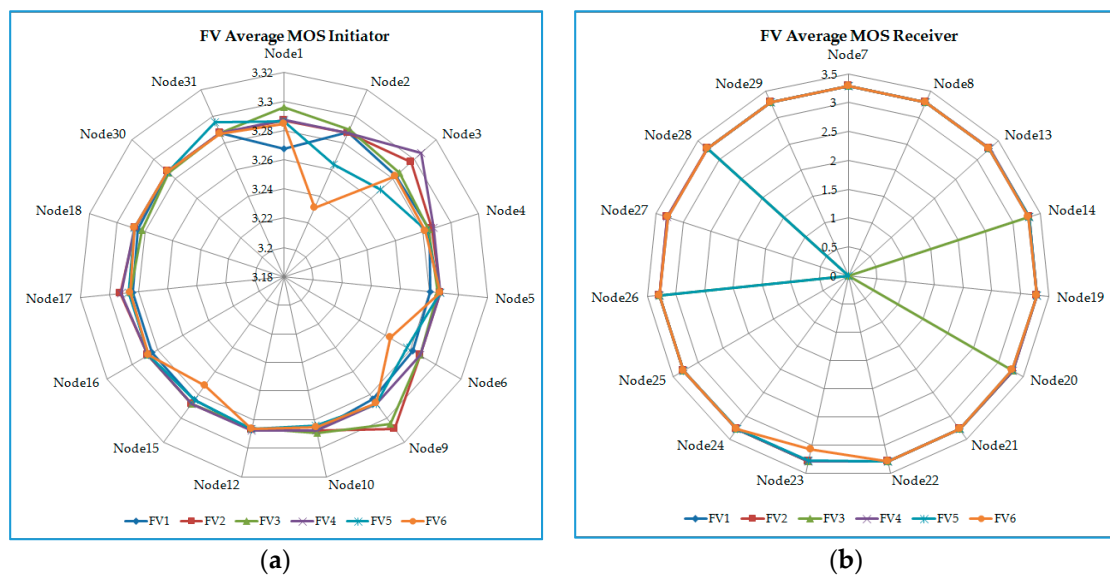 FV Average MOS Initiator
Node1
3.32
Node31
Node2
3.3
Node30
3.28
Node3
3.26
3.24
Node18
Node4
3.22
3.2
3.18
Node17
Node5
Node16
Node6
Node15
Node9
Node12
Node10
FV1 FV2 FV3 FV4 FV5 FV6
(a)
FV Average MOS Receiver
Node7
3.5
Node29
Node8
3
Node28
2.5
Node13
2
1.5
Node27
Node14
1
0.5
0
Node26
Node19
Node25
Node20
Node24
Node21
Node23
Node22
FV1 FV2 FV3 FV4 FV5 FV6
(b)